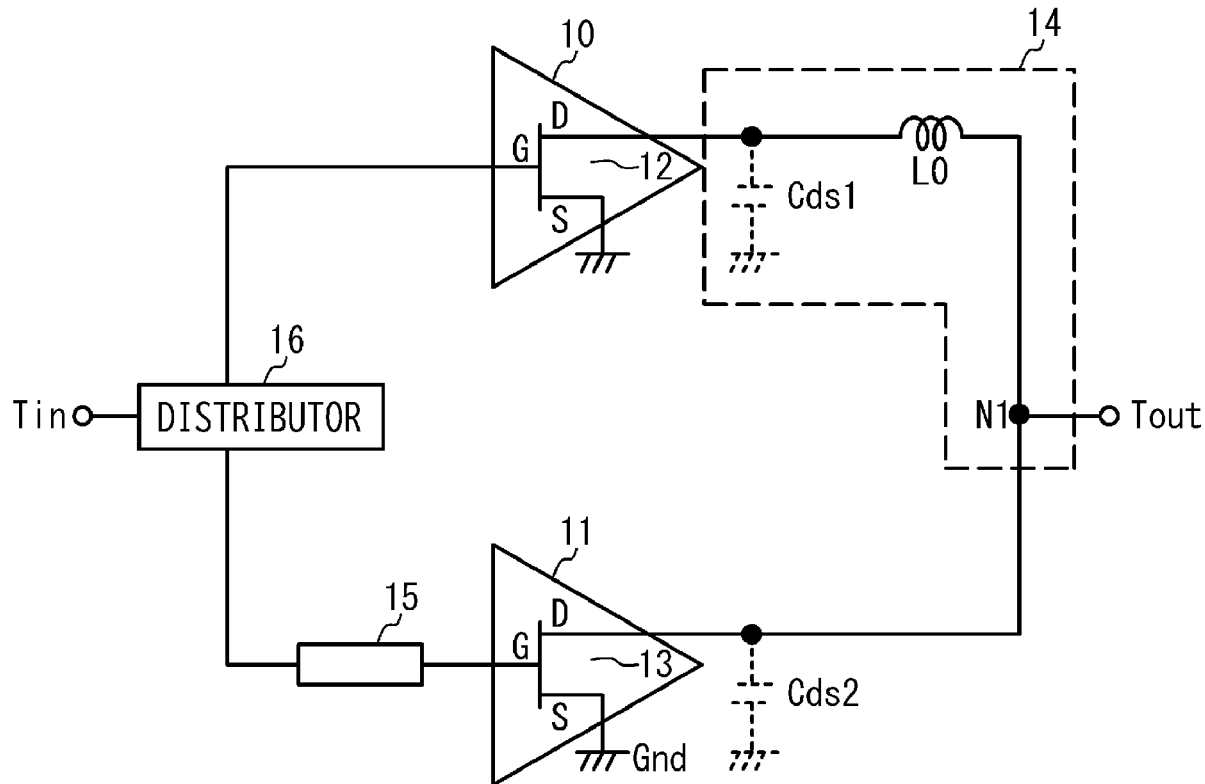 10
14
D
G
12
S
Cds1
L0
16
Tin
DISTRIBUTOR
N1
Tout
11
15
D
G
13
S
Gnd
Cds2